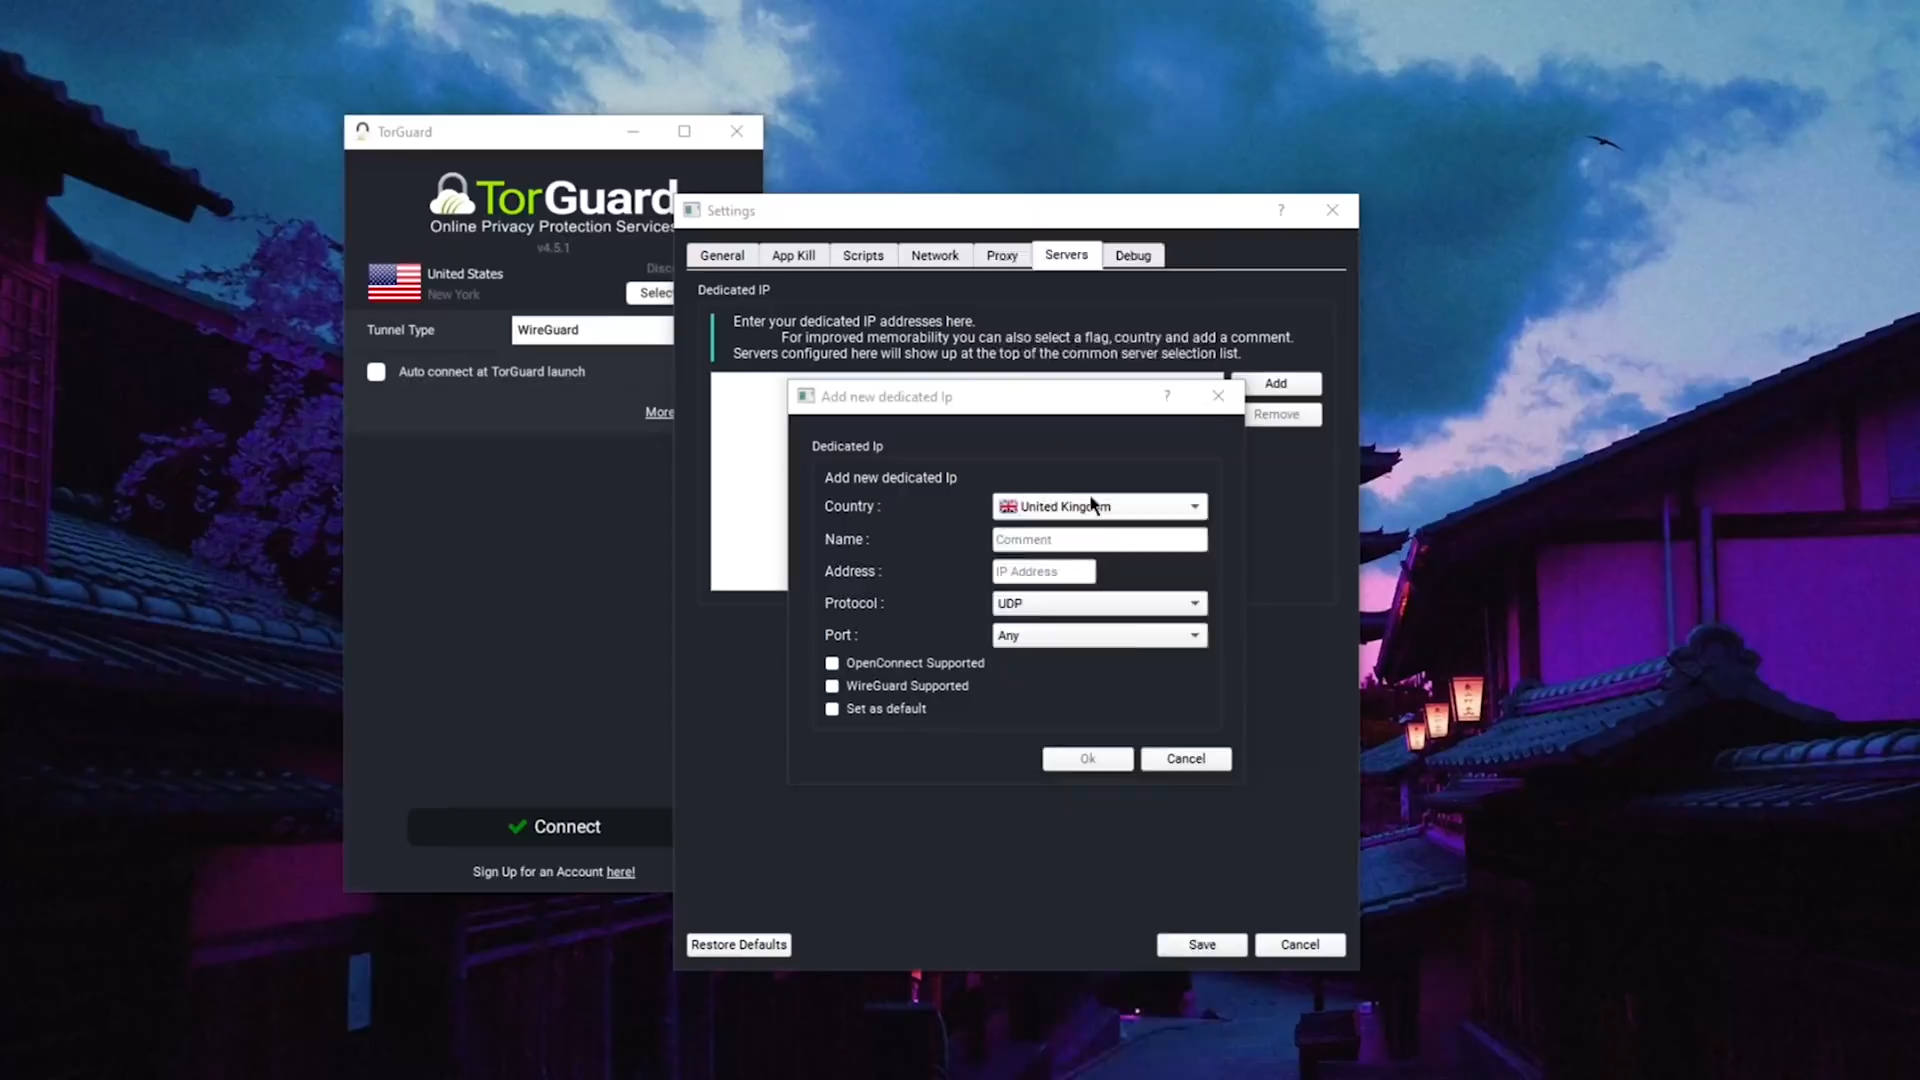 TorGuard
TorGuard
Online Privacy Protection Services
v4.5.1
United States
New York
Disc
Selec
Tunnel Type
WireGuard
Auto connect at TorGuard launch
More
Connect
Sign Up for an Account here!
Settings
?
General
App Kill
Scripts
Network
Proxy
Servers
Debug
Dedicated IP
Enter your dedicated IP addresses here.
For improved memorability you can also select a flag, country and add a comment.
Servers configured here will show up at the top of the common server selection list.
Add
Remove
Add new dedicated Ip
?
Dedicated Ip
Add new dedicated Ip
Country :
United Kingdom
Name :
Comment
Address :
IP Address
Protocol :
UDP
Port :
Any
OpenConnect Supported
WireGuard Supported
Set as default
Ok
Cancel
Restore Defaults
Save
Cancel